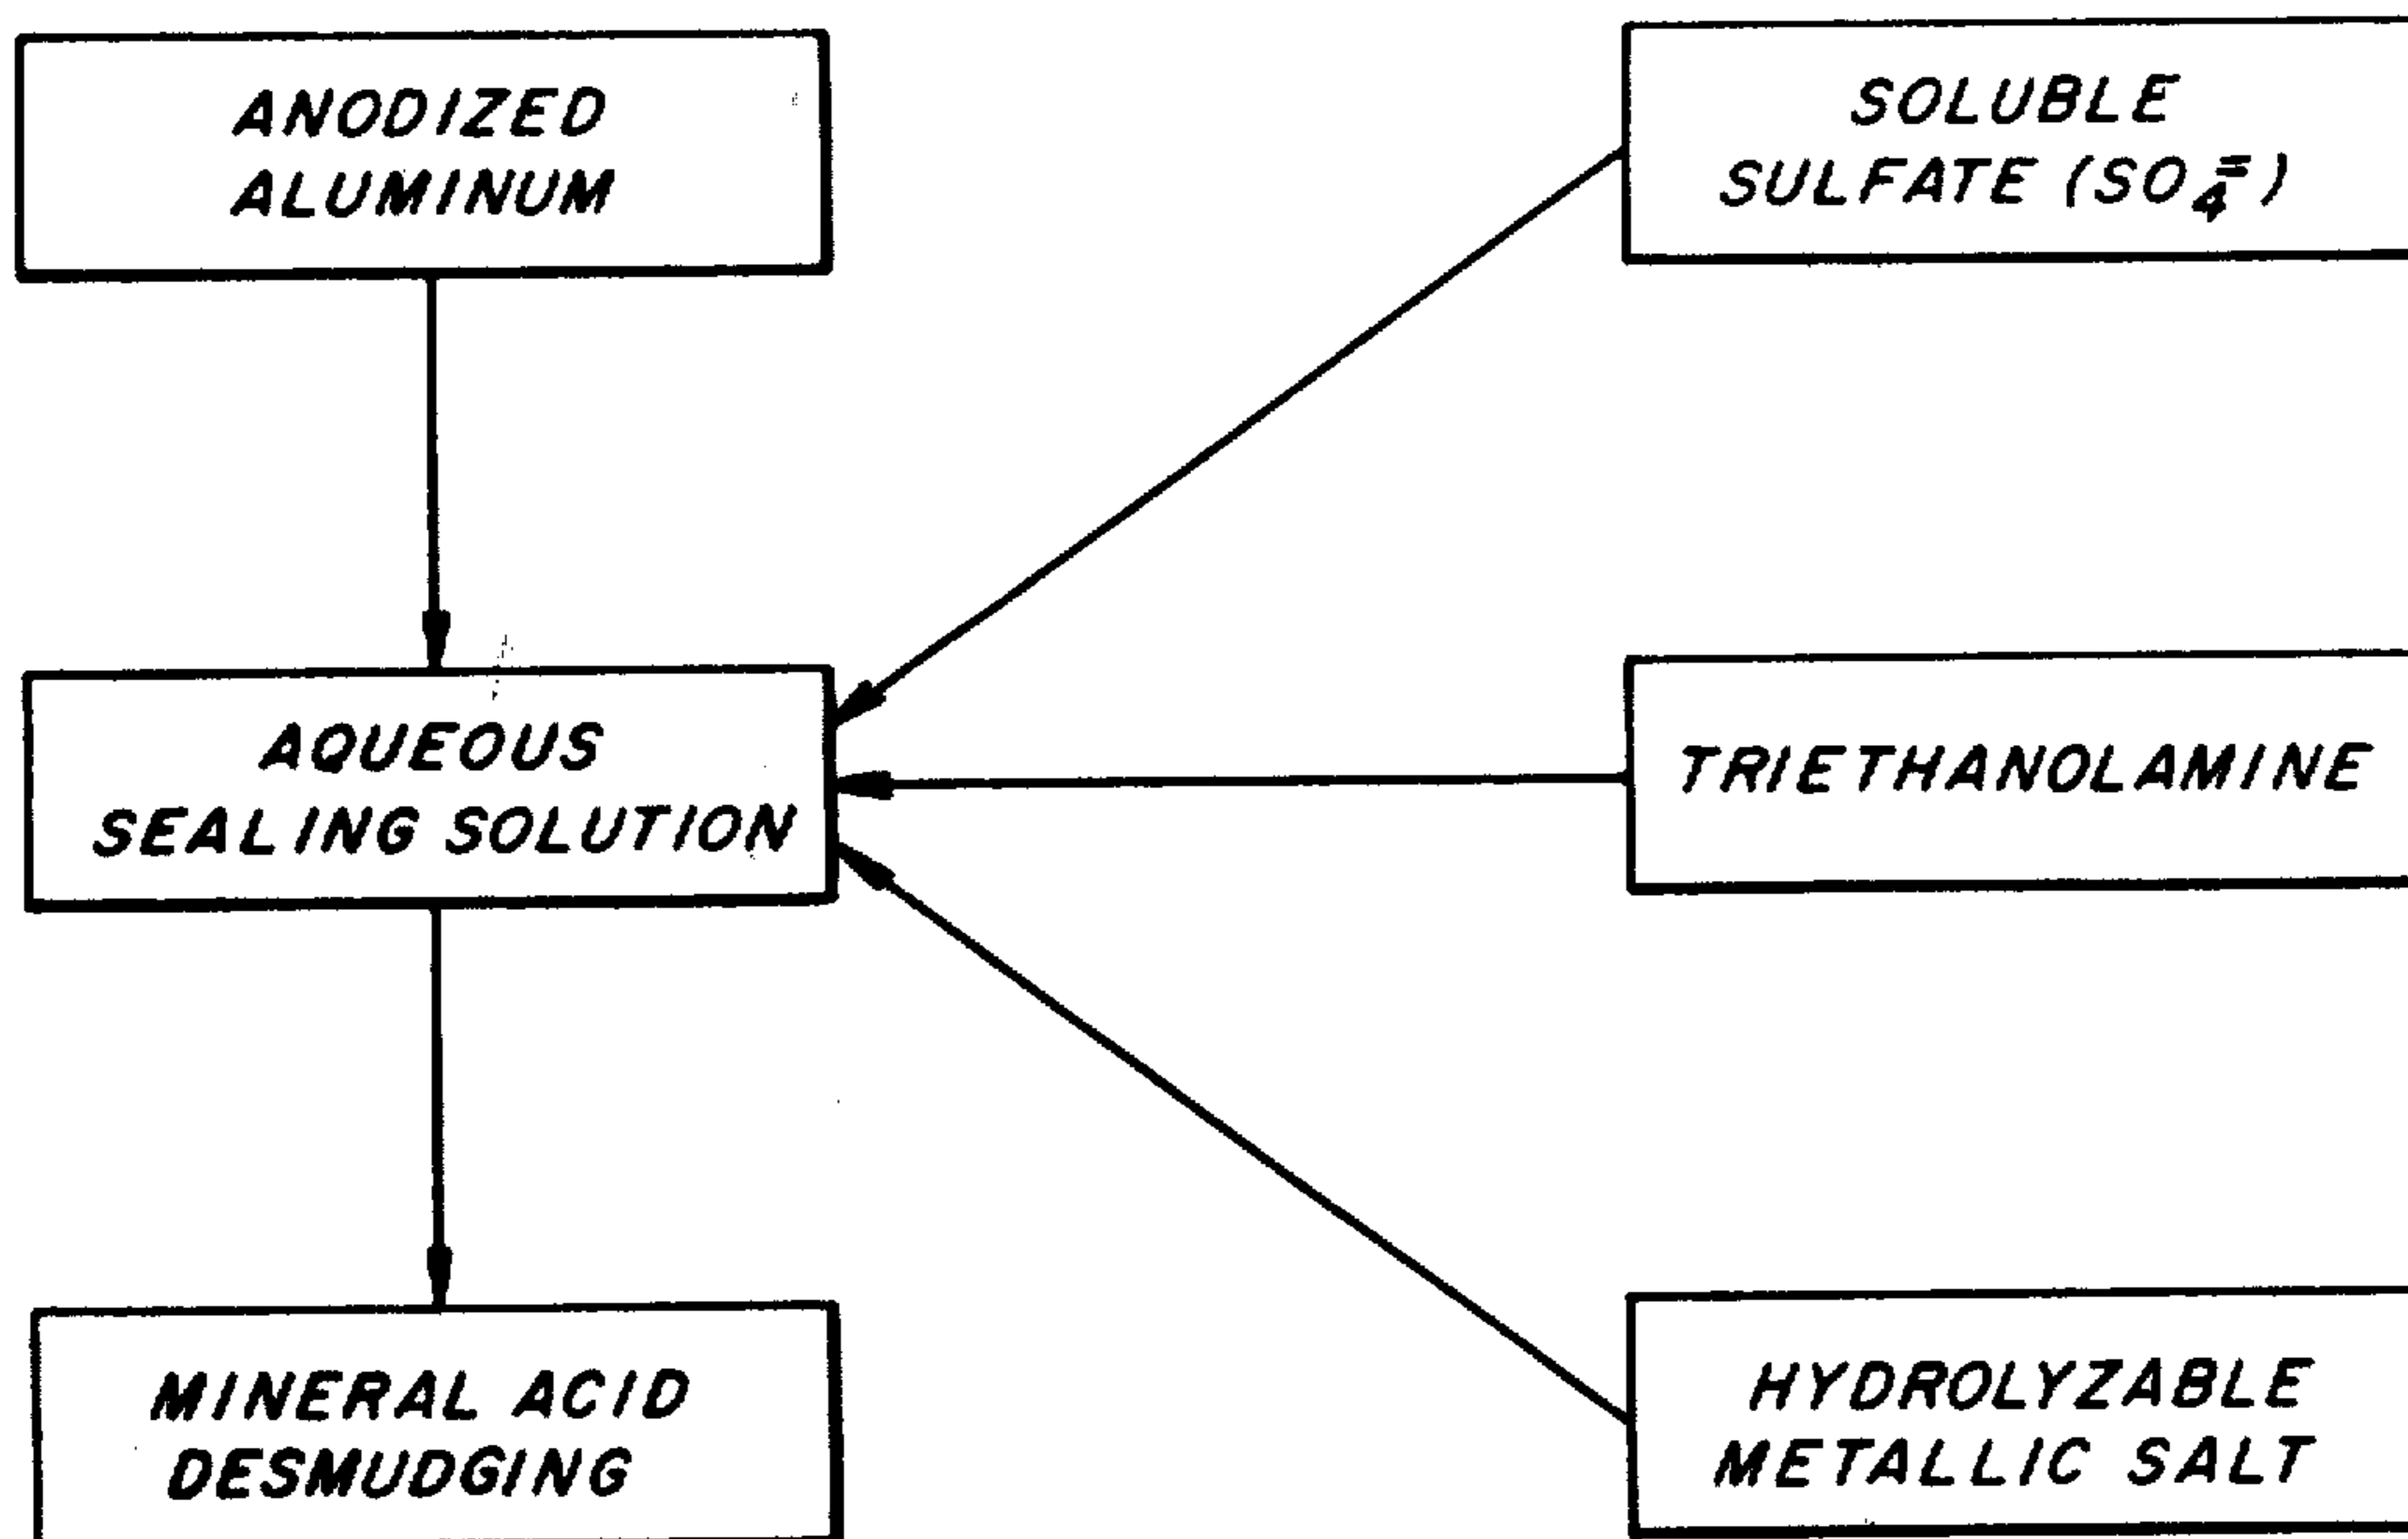 ANODIZED
ALUMINUM
SOLUBLE
SULFATE (SO₄⁼)
AQUEOUS
SEALING SOLUTION
TRIETHANOLAMINE
MINERAL ACID
DESMUDGING
HYDROLYZABLE
METALLIC SALT